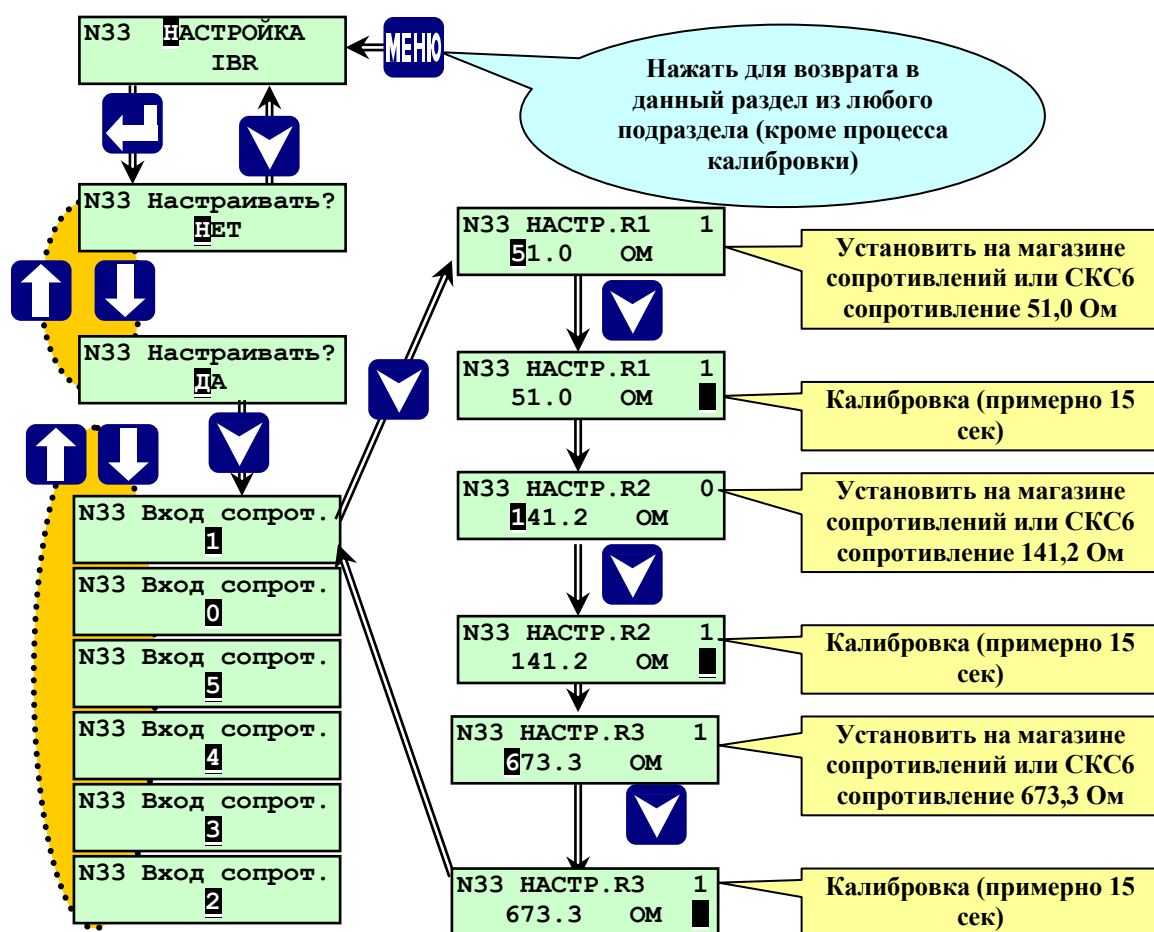 N33 НАСТРОЙКА
IBR
МЕНЮ
Нажать для возврата в
данный раздел из любого
подраздела (кроме процесса
калибровки)
N33 Настраивать?
НЕТ
N33 Настраивать?
ДА
N33 Вход сопрот.
1
N33 Вход сопрот.
0
N33 Вход сопрот.
5
N33 Вход сопрот.
4
N33 Вход сопрот.
3
N33 Вход сопрот.
2
N33 НАСТР.R1 1
51.0 ОМ
Установить на магазине
сопротивлений или СКС6
сопротивление 51,0 Ом
N33 НАСТР.R1 1
51.0 ОМ
Калибровка (примерно 15
сек)
N33 НАСТР.R2 0
141.2 ОМ
Установить на магазине
сопротивлений или СКС6
сопротивление 141,2 Ом
N33 НАСТР.R2 1
141.2 ОМ
Калибровка (примерно 15
сек)
N33 НАСТР.R3 1
673.3 ОМ
Установить на магазине
сопротивлений или СКС6
сопротивление 673,3 Ом
N33 НАСТР.R3 1
673.3 ОМ
Калибровка (примерно 15
сек)